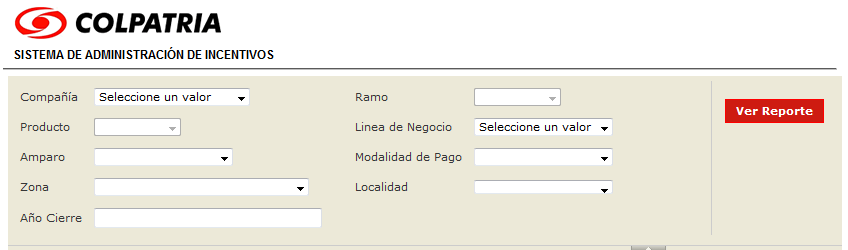 COLPATRIA
SISTEMA DE ADMINISTRACIÓN DE INCENTIVOS
Compañía Seleccione un valor Ramo
Ver Reporte
Producto Linea de Negocio Seleccione un valor
Amparo Modalidad de Pago
Zona Localidad
Año Cierre